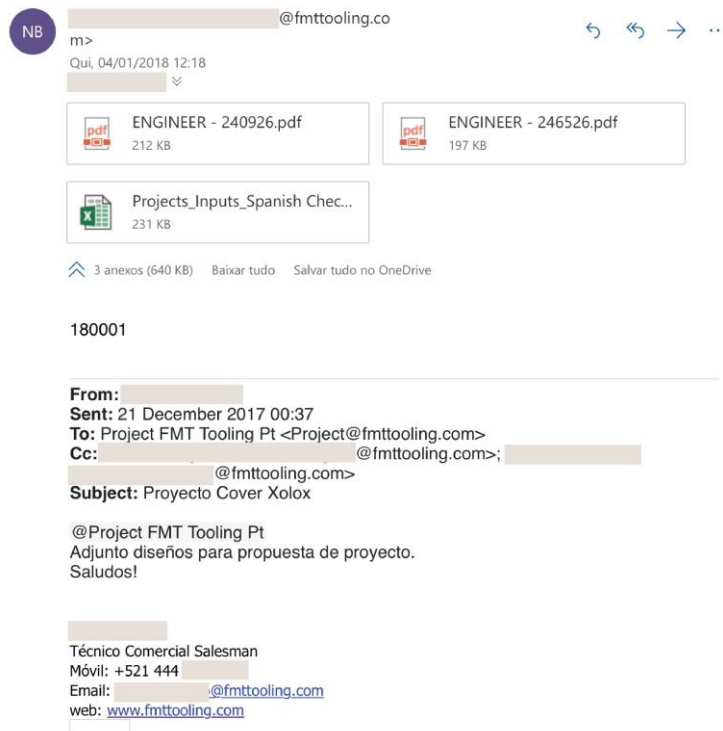 NB
@fmttooling.co
m>
Qui, 04/01/2018 12:18
pdf
ENGINEER - 240926.pdf
212 KB
pdf
ENGINEER - 246526.pdf
197 KB
Projects_Inputs_Spanish Chec...
231 KB
3 anexos (640 KB) Baixar tudo Salvar tudo no OneDrive
180001
From:
Sent: 21 December 2017 00:37
To: Project FMT Tooling Pt <Project@fmttooling.com>
Cc: @fmttooling.com>;
@fmttooling.com>
Subject: Proyecto Cover Xolox
@Project FMT Tooling Pt
Adjunto diseños para propuesta de proyecto.
Saludos!
Técnico Comercial Salesman
Móvil: +521 444
Email: @fmttooling.com
web: www.fmttooling.com